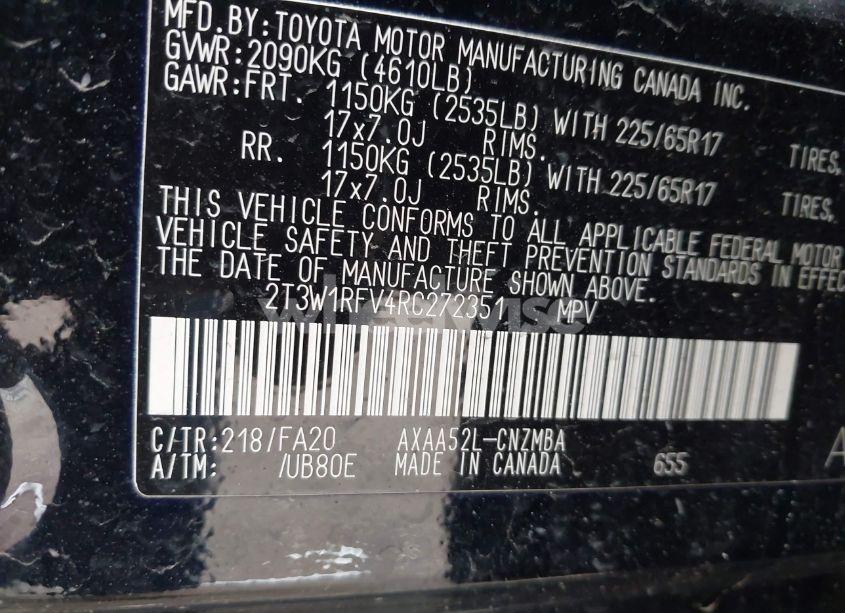 MFD.BY:TOYOTA MOTOR MANUFACTURING CANADA INC.
GVWR:2090KG (4610LB)
GAWR:FRT. 1150KG (2535LB) WITH 225/65R17 TIRES,
17x7.0J RIMS.
RR. 1150KG (2535LB) WITH 225/65R17 TIRES,
17x7.0J RIMS.
THIS VEHICLE CONFORMS TO ALL APPLICABLE FEDERAL MOTOR
VEHICLE SAFETY AND THEFT PREVENTION STANDARDS IN EFFEC
THE DATE OF MANUFACTURE SHOWN ABOVE.
2T3W1RFV4RC272351 MPV
C/TR:218/FA20 AXAA52L-CNZMBA
A/TM: /UB80E MADE IN CANADA 655 A